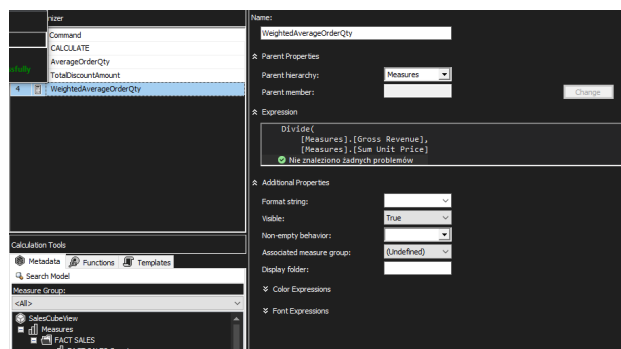 nizer
Command
CALCULATE
AverageOrderQty
sfully
TotalDiscountAmount
4 WeightedAverageOrderQty
Calculation Tools
Metadata Functions Templates
Search Model
Measure Group:
<All>
SalesCubeView
Measures
FACT SALES
Name:
WeightedAverageOrderQty
Parent Properties
Parent hierarchy: Measures
Parent member: Change
Expression
Divide(
[Measures].[Gross Revenue],
[Measures].[Sum Unit Price]
Nie znaleziono żadnych problemów
Additional Properties
Format string:
Visible: True
Non-empty behavior:
Associated measure group: (Undefined)
Display folder:
Color Expressions
Font Expressions